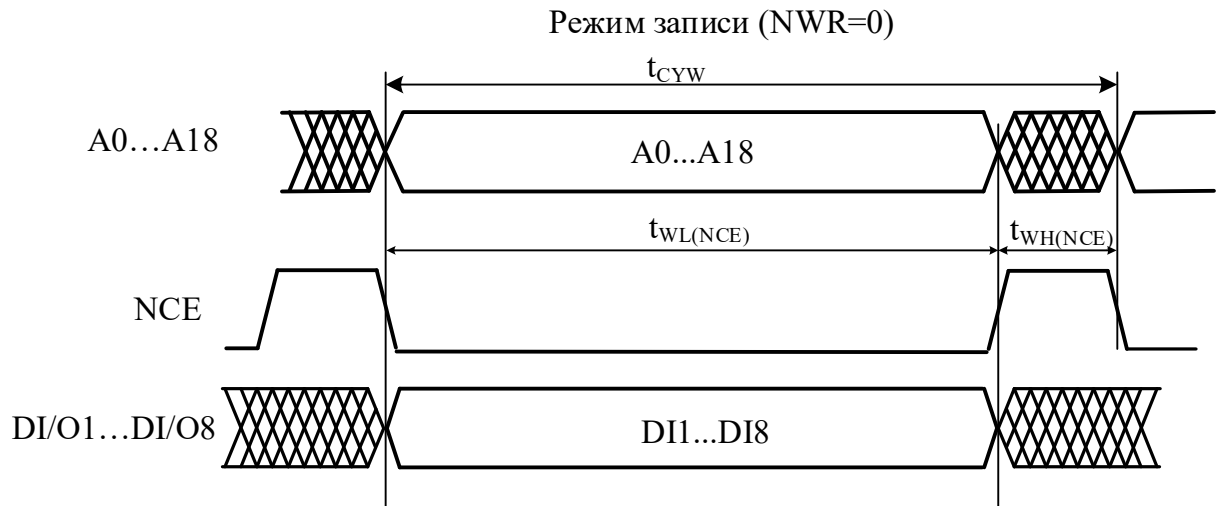 Режим записи (NWR=0)
tCYW
A0…A18
A0...A18
tWL(NCE)
tWH(NCE)
NCE
DI/O1…DI/O8
DI1...DI8